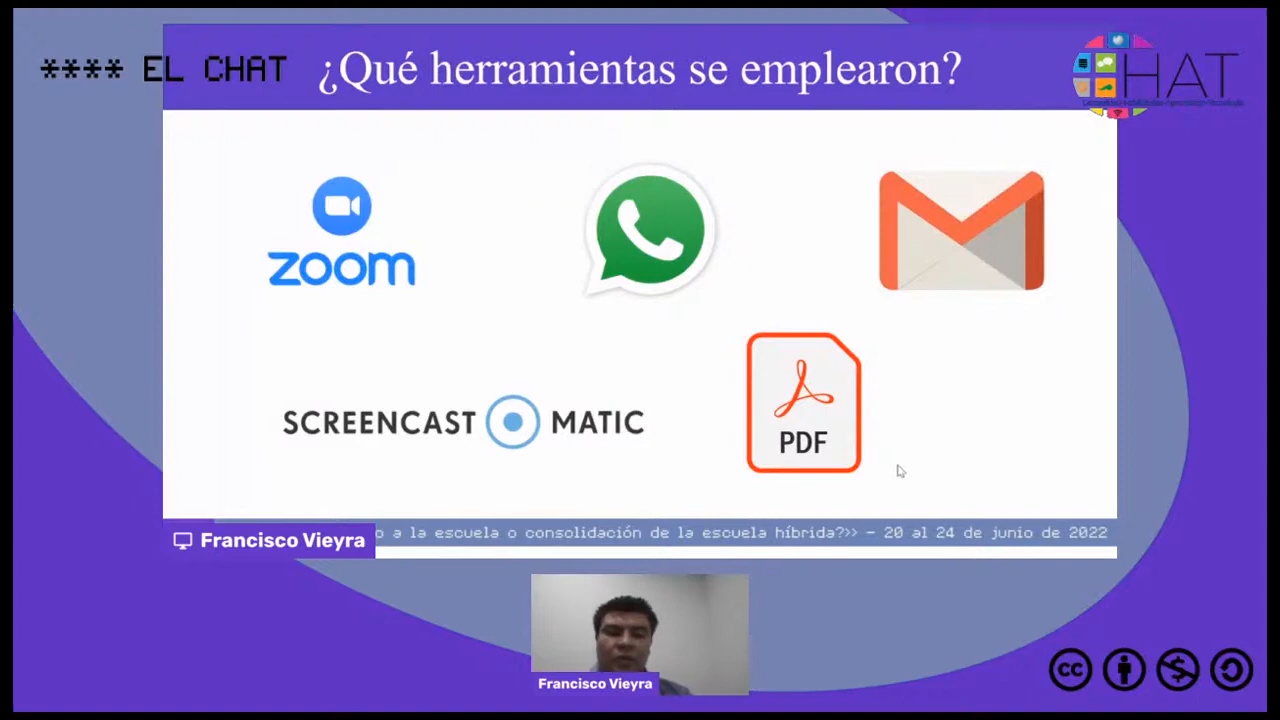 **** EL CHAT
¿Qué herramientas se emplearon?
HAT
zoom
SCREENCAST MATIC
PDF
Francisco Vieyra
o a la escuela o consolidación de la escuela híbrida?>> – 20 al 24 de junio de 2022
Francisco Vieyra
cc